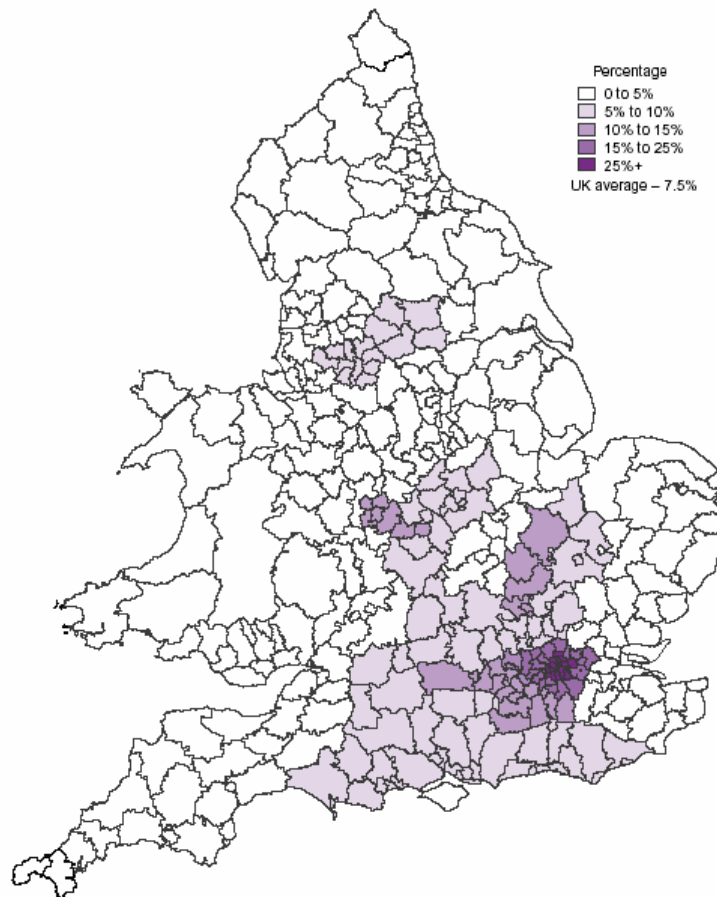 Percentage
0 to 5%
5% to 10%
10% to 15%
15% to 25%
25%+
UK average – 7.5%